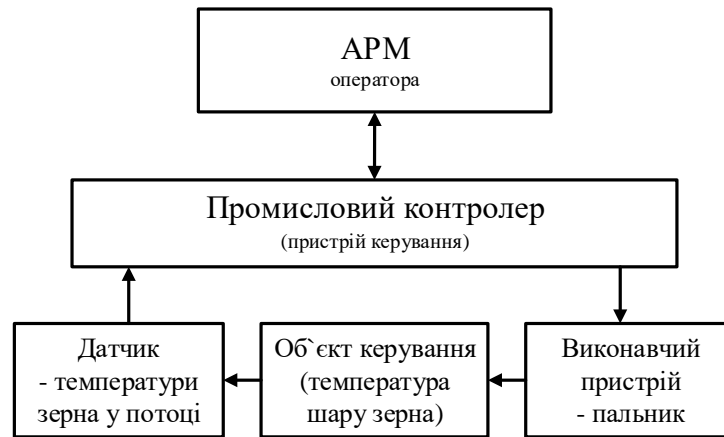 АРМ
оператора
Промисловий контролер
(пристрій керування)
Датчик
- температури
зерна у потоці
Об`єкт керування
(температура
шару зерна)
Виконавчий
пристрій
- пальник